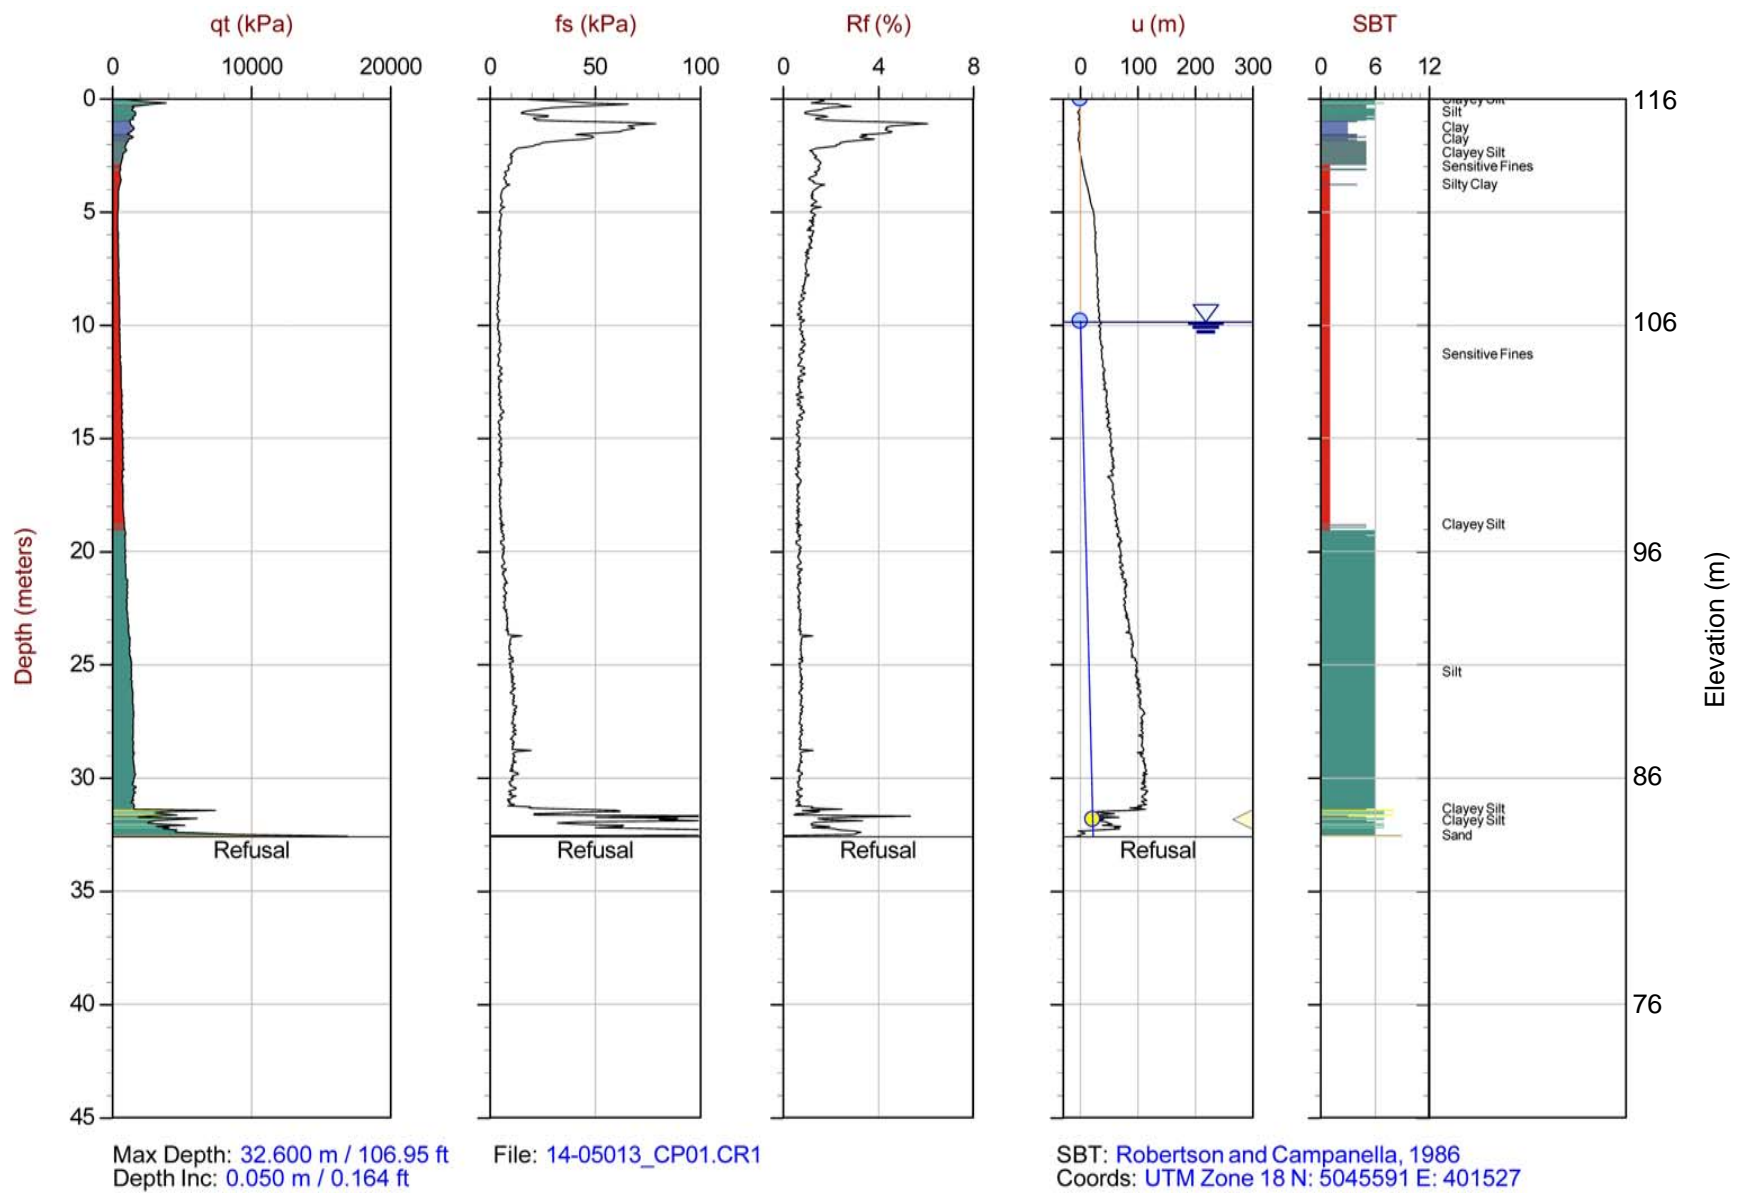 qt (kPa) fs (kPa) Rf (%) u (m) SBT
0 10000 20000 0 50 100 0 4 8 0 100 200 300 0 6 12
0 116
Clayey Silt
Silt
Clay
Clay
Clayey Silt
Sensitive Fines
Silty Clay
5
10 106
Sensitive Fines
15
Clayey Silt
20 96
Depth (meters)
Elevation (m)
25
Silt
30 86
Clayey Silt
Clayey Silt
Sand
Refusal Refusal Refusal Refusal
35
40 76
45
Max Depth: 32.600 m / 106.95 ft File: 14-05013_CP01.CR1 SBT: Robertson and Campanella, 1986
Depth Inc: 0.050 m / 0.164 ft Coords: UTM Zone 18 N: 5045591 E: 401527